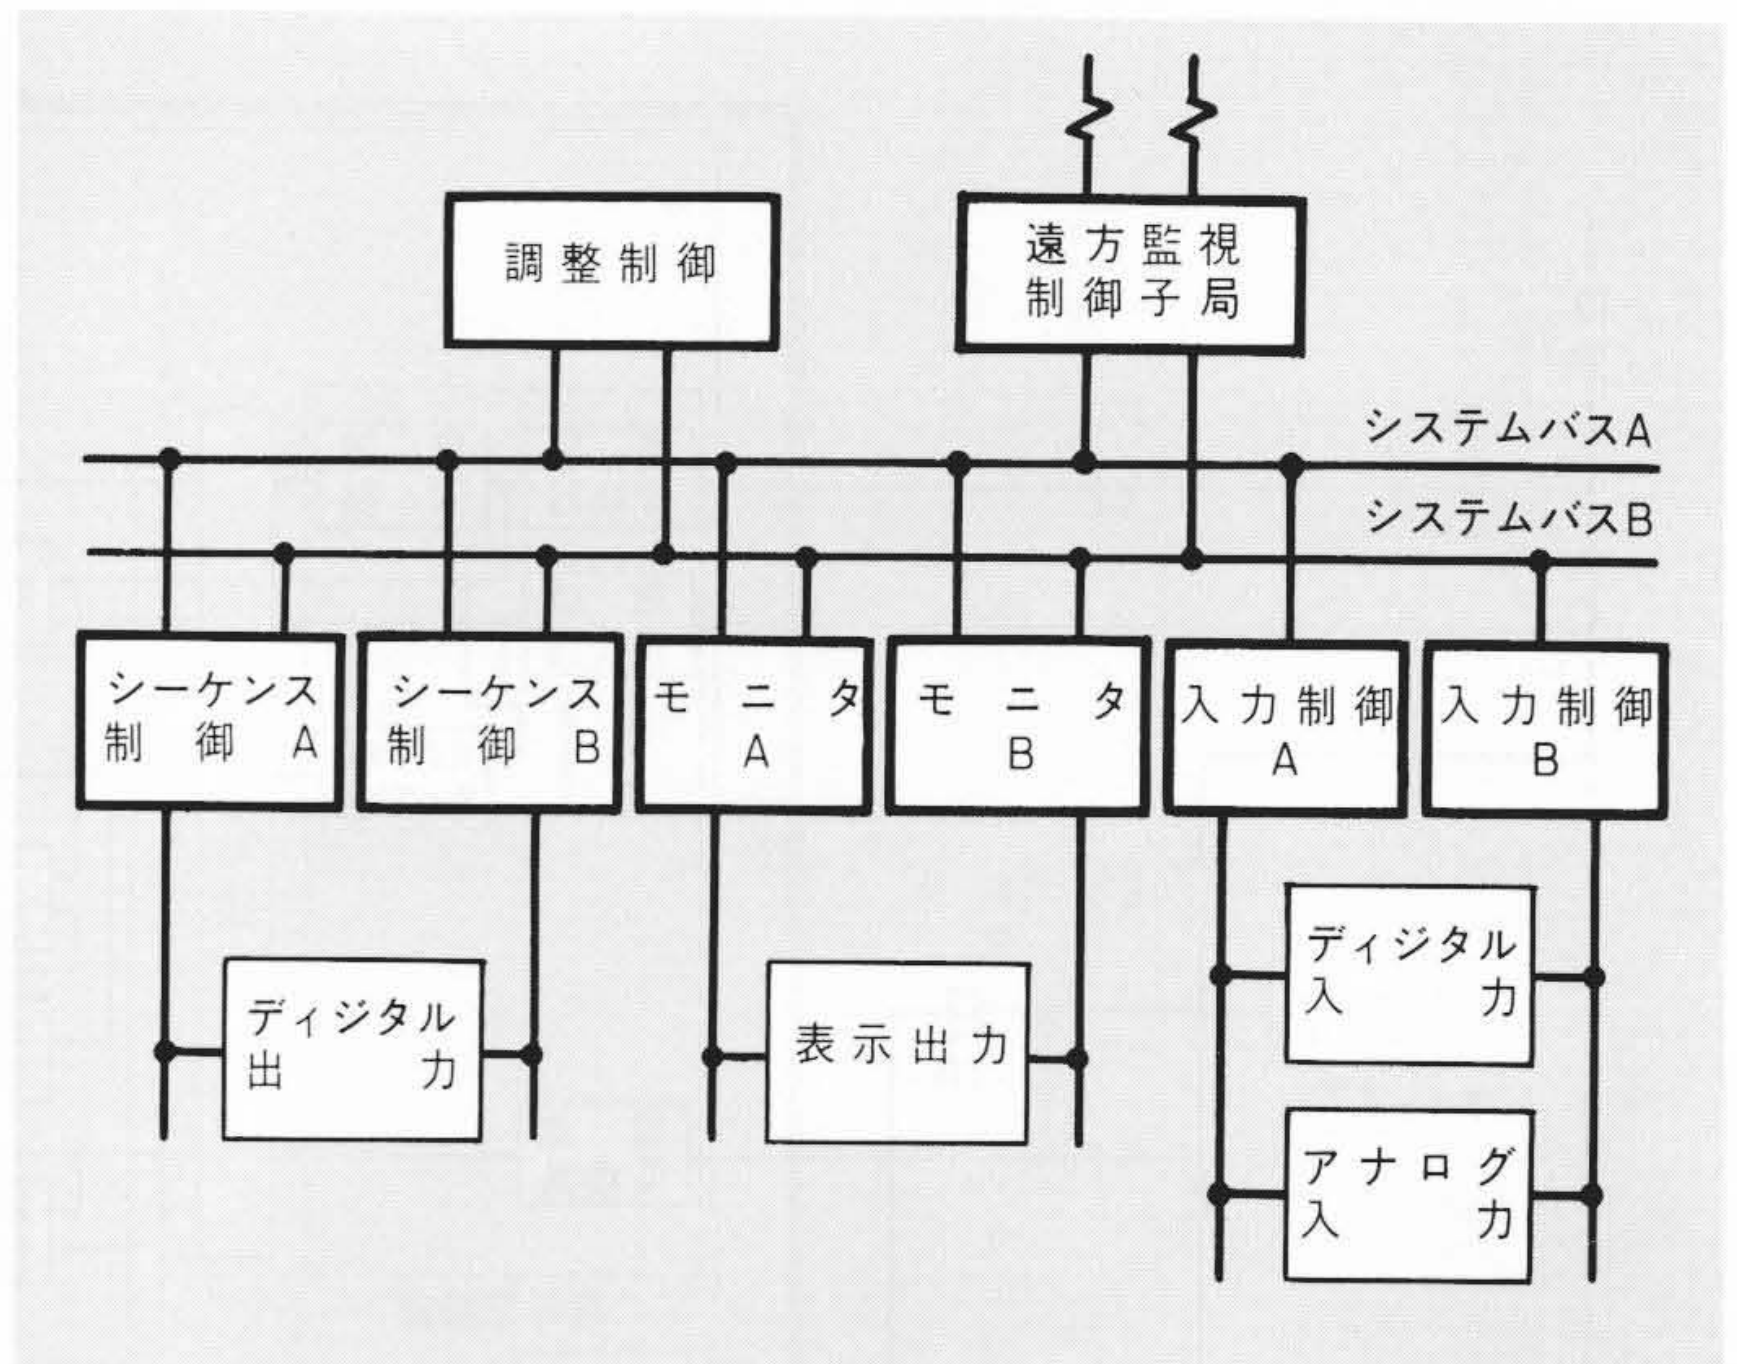 調整制御
遠方監視
制御子局
システムバスA
システムバスB
シーケンス
制御A
シーケンス
制御B
モニタ
A
モニタ
B
入力制御
A
入力制御
B
ディジタル
出力
表示出力
ディジタル
入力
アナログ
入力